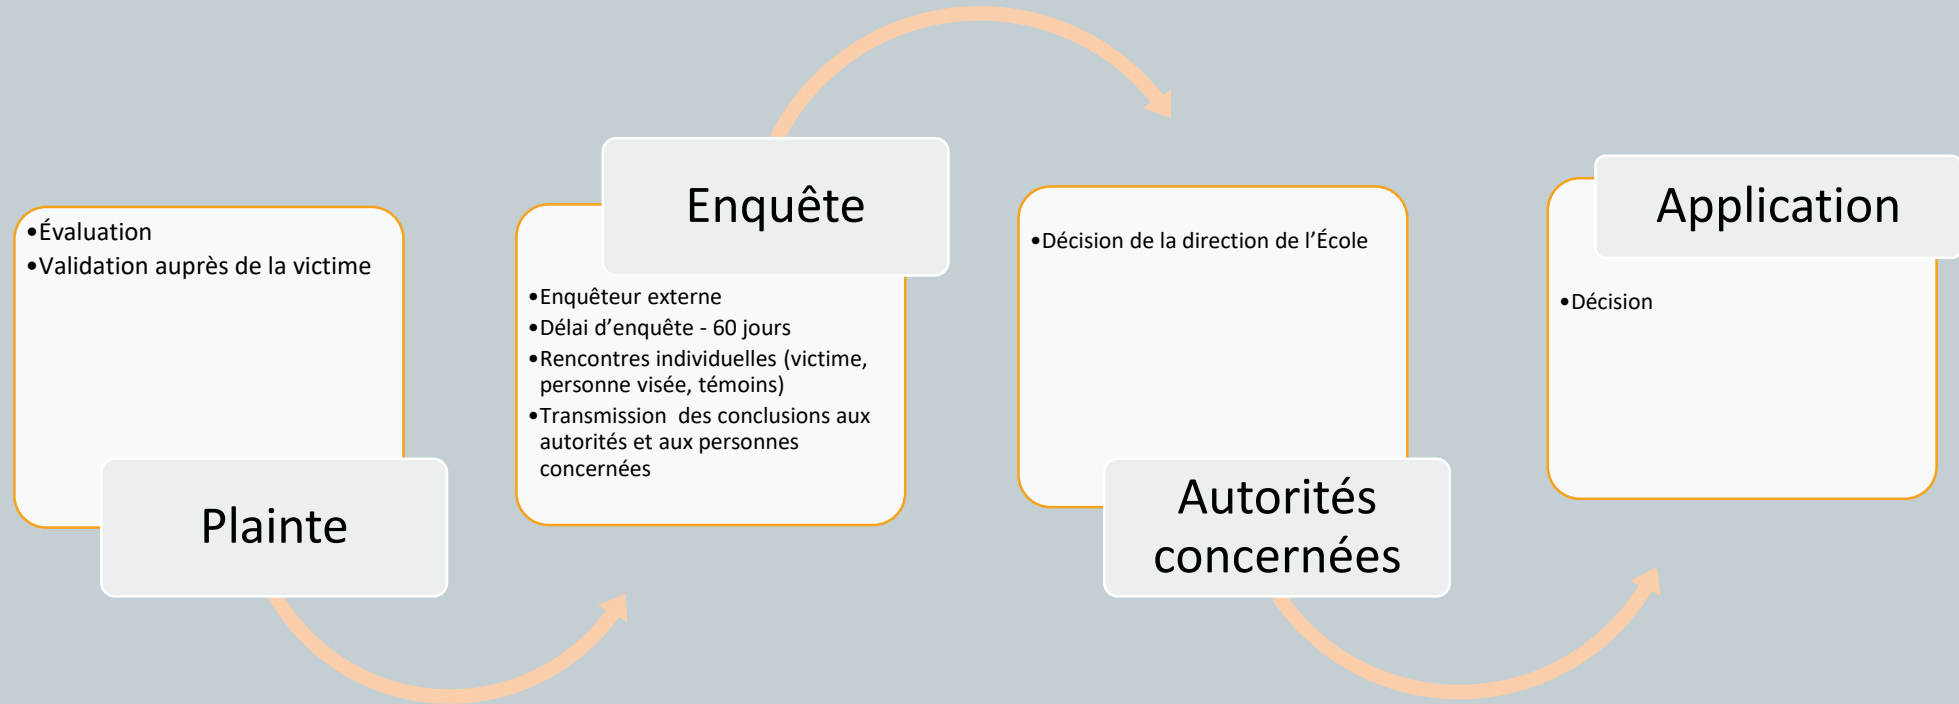 •Évaluation
•Validation auprès de la victime
Plainte
Enquête
•Enquêteur externe
•Délai d’enquête - 60 jours
•Rencontres individuelles (victime,
personne visée, témoins)
•Transmission  des conclusions aux
autorités et aux personnes
concernées
•Décision de la direction de l’École
Autorités
concernées
Application
•Décision